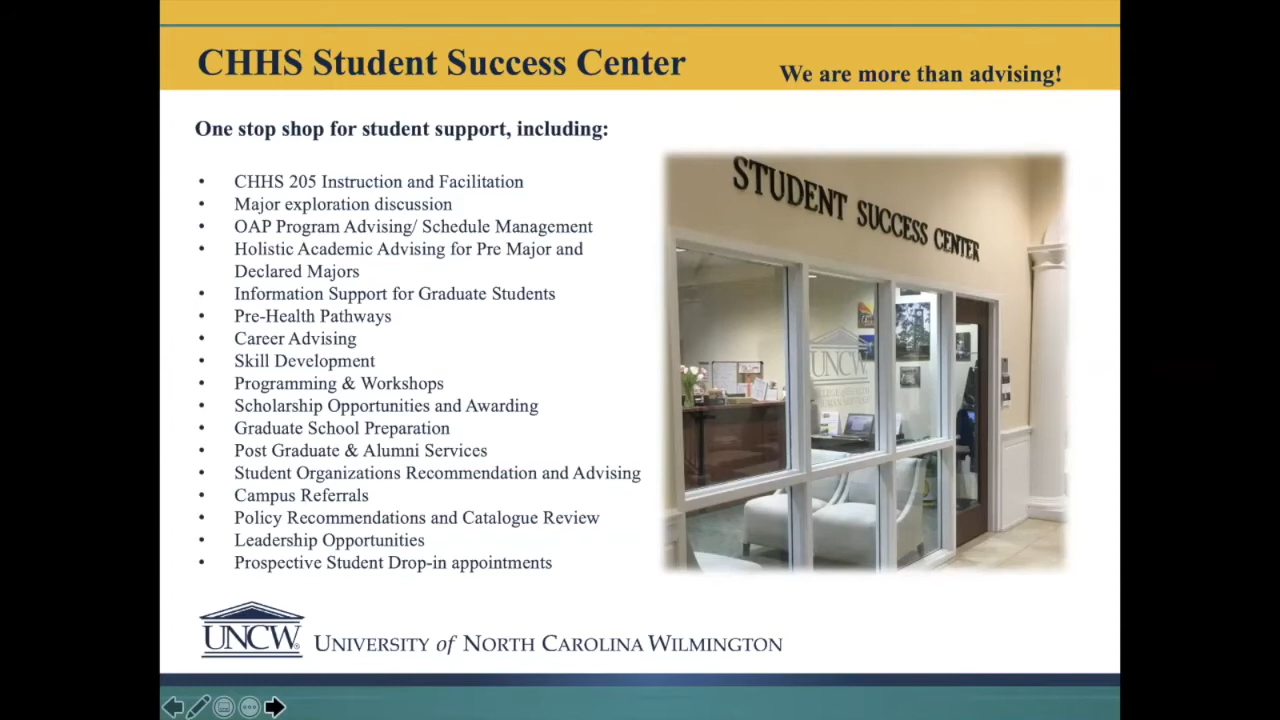 CHHS Student Success Center
We are more than advising!
One stop shop for student support, including:
• CHHS 205 Instruction and Facilitation
• Major exploration discussion
• OAP Program Advising/ Schedule Management
• Holistic Academic Advising for Pre Major and
Declared Majors
• Information Support for Graduate Students
• Pre-Health Pathways
• Career Advising
• Skill Development
• Programming & Workshops
• Scholarship Opportunities and Awarding
• Graduate School Preparation
• Post Graduate & Alumni Services
• Student Organizations Recommendation and Advising
• Campus Referrals
• Policy Recommendations and Catalogue Review
• Leadership Opportunities
• Prospective Student Drop-in appointments
STUDENT SUCCESS CENTER
UNCW
UNCW®
UNIVERSITY of NORTH CAROLINA WILMINGTON